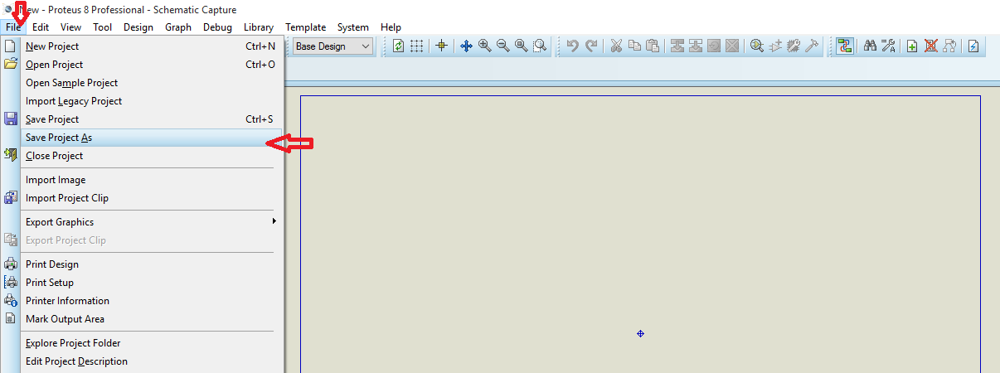 New - Proteus 8 Professional - Schematic Capture
File Edit View Tool Design Graph Debug Library Template System Help
Base Design
New Project Ctrl+N
Open Project Ctrl+O
Open Sample Project
Import Legacy Project
Save Project Ctrl+S
Save Project As
Close Project
Import Image
Import Project Clip
Export Graphics
Export Project Clip
Print Design
Print Setup
Printer Information
Mark Output Area
Explore Project Folder
Edit Project Description